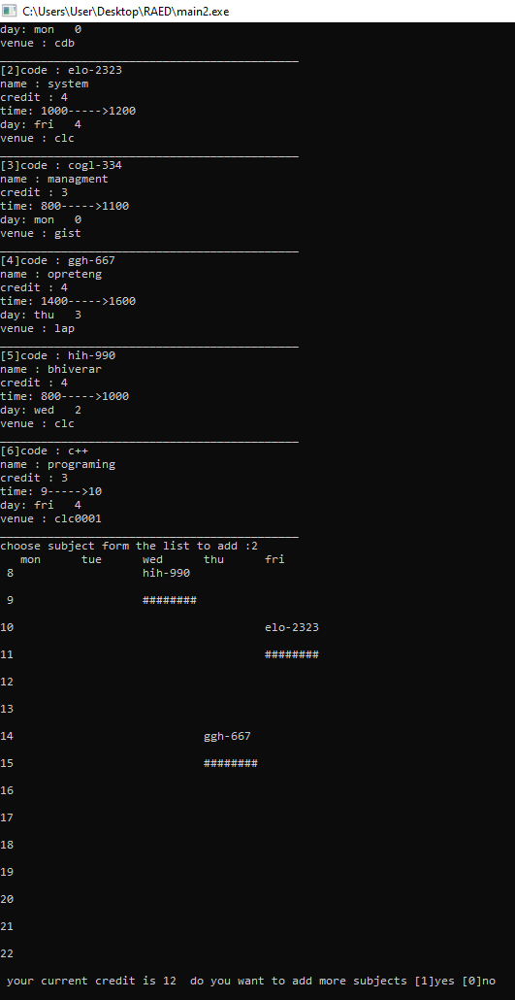 C:\Users\User\Desktop\RAED\main2.exe
day: mon   0
venue : cdb
____________________________________________
[2]code : elo-2323
name : system
credit : 4
time: 1000----->1200
day: fri   4
venue : clc
____________________________________________
[3]code : cogl-334
name : managment
credit : 3
time: 800----->1100
day: mon   0
venue : gist
____________________________________________
[4]code : ggh-667
name : opreteng
credit : 4
time: 1400----->1600
day: thu   3
venue : lap
____________________________________________
[5]code : hih-990
name : bhiverar
credit : 4
time: 800----->1000
day: wed   2
venue : clc
____________________________________________
[6]code : c++
name : programing
credit : 3
time: 9----->10
day: fri   4
venue : clc0001
____________________________________________
choose subject form the list to add :2
   mon      tue      wed      thu      fri
 8                   hih-990
 9                   ########
10                                     elo-2323
11                                     ########
12
13
14                            ggh-667
15                            ########
16
17
18
19
20
21
22
 your current credit is 12  do you want to add more subjects [1]yes [0]no